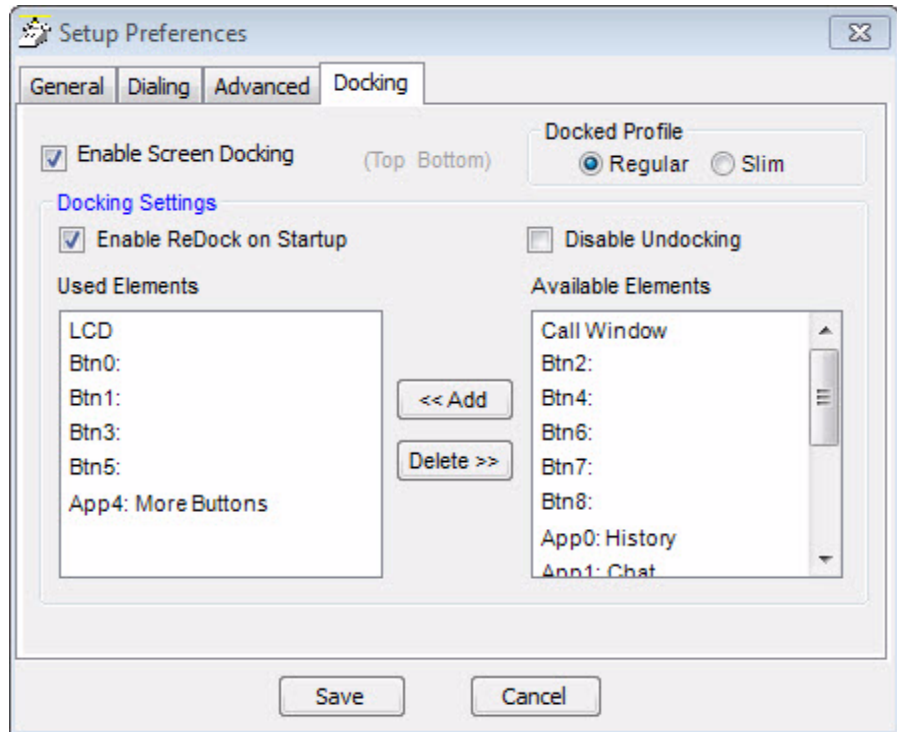 Setup Preferences
General Dialing Advanced Docking
Enable Screen Docking (Top Bottom)
Docked Profile
Regular Slim
Docking Settings
Enable ReDock on Startup
Disable Undocking
Used Elements
LCD
Btn0:
Btn1:
Btn3:
Btn5:
App4: More Buttons
<< Add
Delete >>
Available Elements
Call Window
Btn2:
Btn4:
Btn6:
Btn7:
Btn8:
App0: History
App1: Chat
Save Cancel